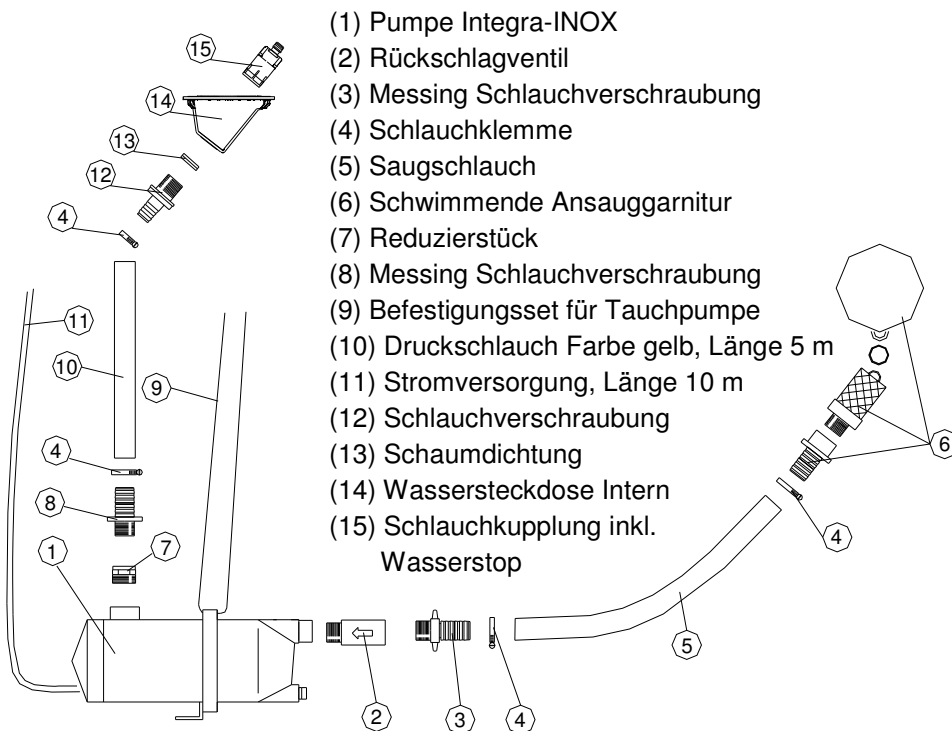 (1) Pumpe Integra-INOX
(2) Rückschlagventil
(3) Messing Schlauchverschraubung
(4) Schlauchklemme
(5) Saugschlauch
(6) Schwimmende Ansauggarnitur
(7) Reduzierstück
(8) Messing Schlauchverschraubung
(9) Befestigungsset für Tauchpumpe
(10) Druckschlauch Farbe gelb, Länge 5 m
(11) Stromversorgung, Länge 10 m
(12) Schlauchverschraubung
(13) Schaumdichtung
(14) Wassersteckdose Intern
(15) Schlauchkupplung inkl.
Wasserstop
15
14
13
12
4
11
10
9
4
8
7
1
2
3
4
5
4
6